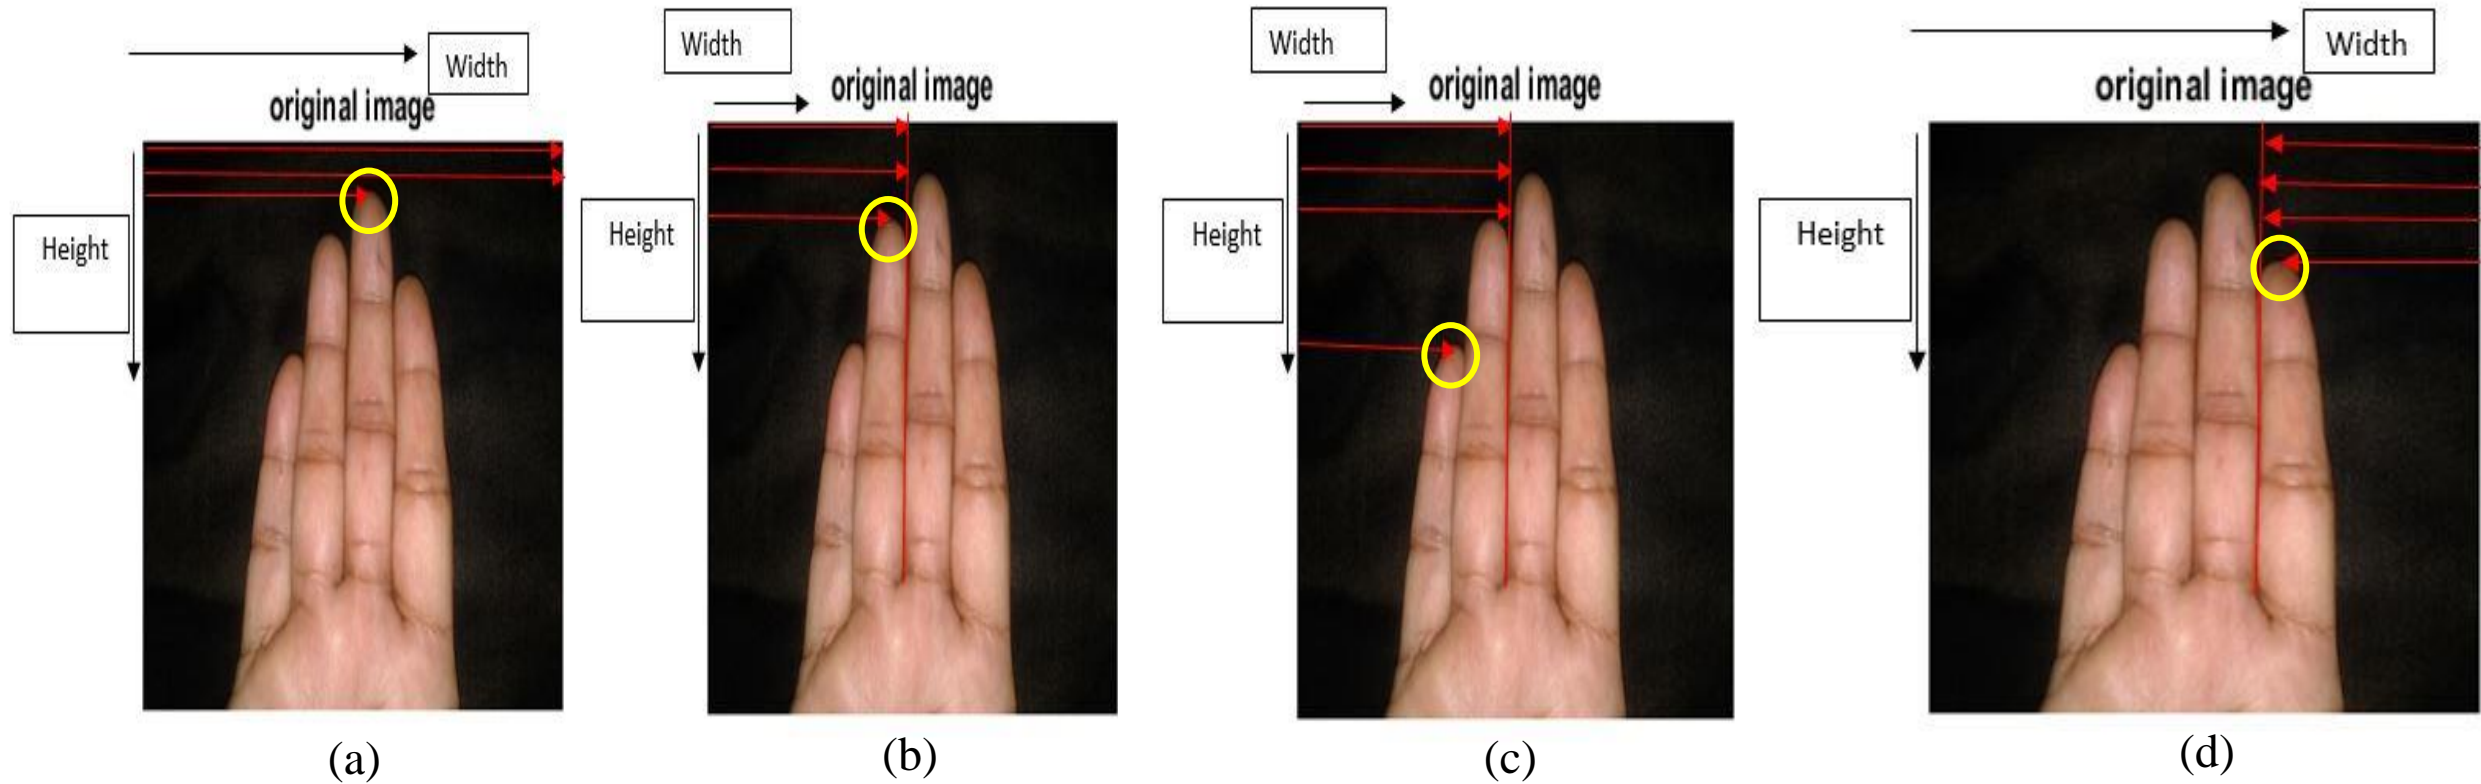 Width
original image
Height
(a)
Width
original image
Height
(b)
Width
original image
Height
(c)
Width
original image
Height
(d)